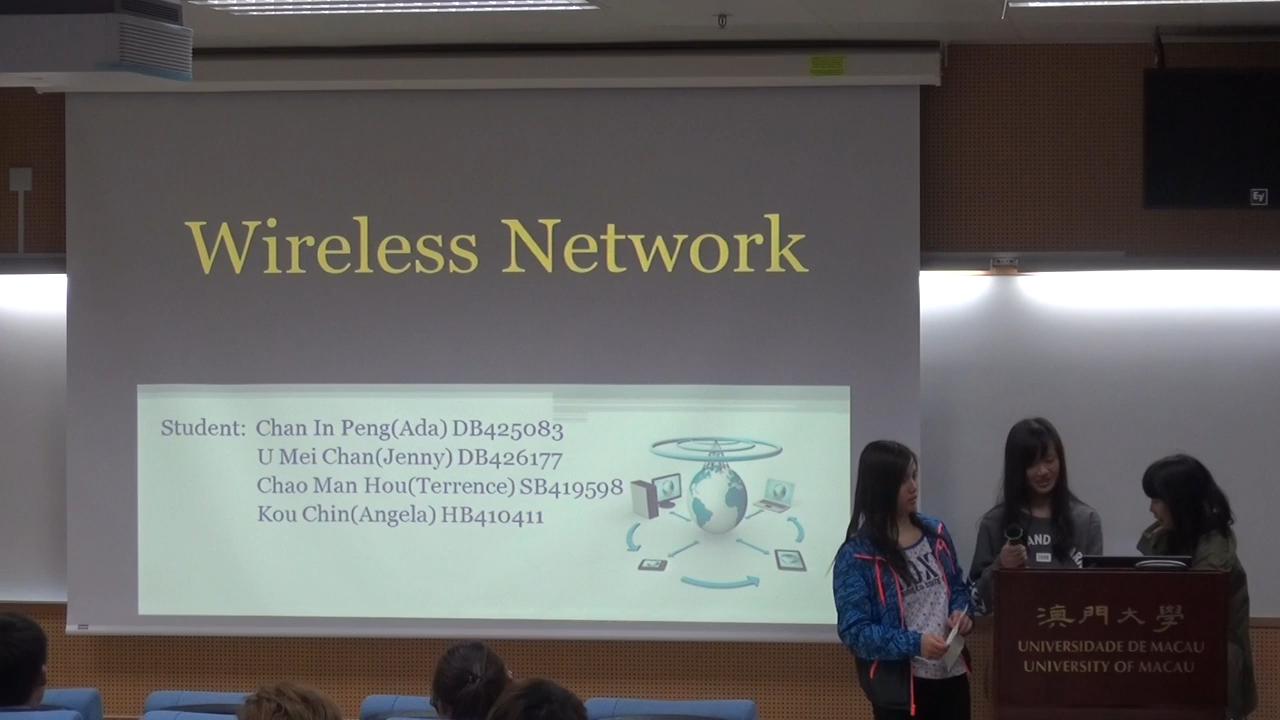 Wireless Network
Student: Chan In Peng(Ada) DB425083
U Mei Chan(Jenny) DB426177
Chao Man Hou(Terrence) SB419598
Kou Chin(Angela) HB410411
澳門大學
UNIVERSIDADE DE MACAU
UNIVERSITY OF MACAU
EV